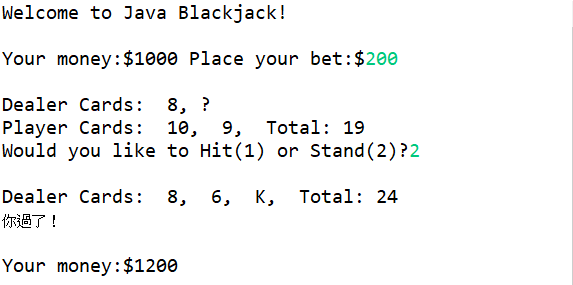 Welcome to Java Blackjack!
Your money:$1000 Place your bet:$200
Dealer Cards:  8, ?
Player Cards:  10,  9,  Total: 19
Would you like to Hit(1) or Stand(2)?2
Dealer Cards:  8,  6,  K,  Total: 24
你過了！
Your money:$1200